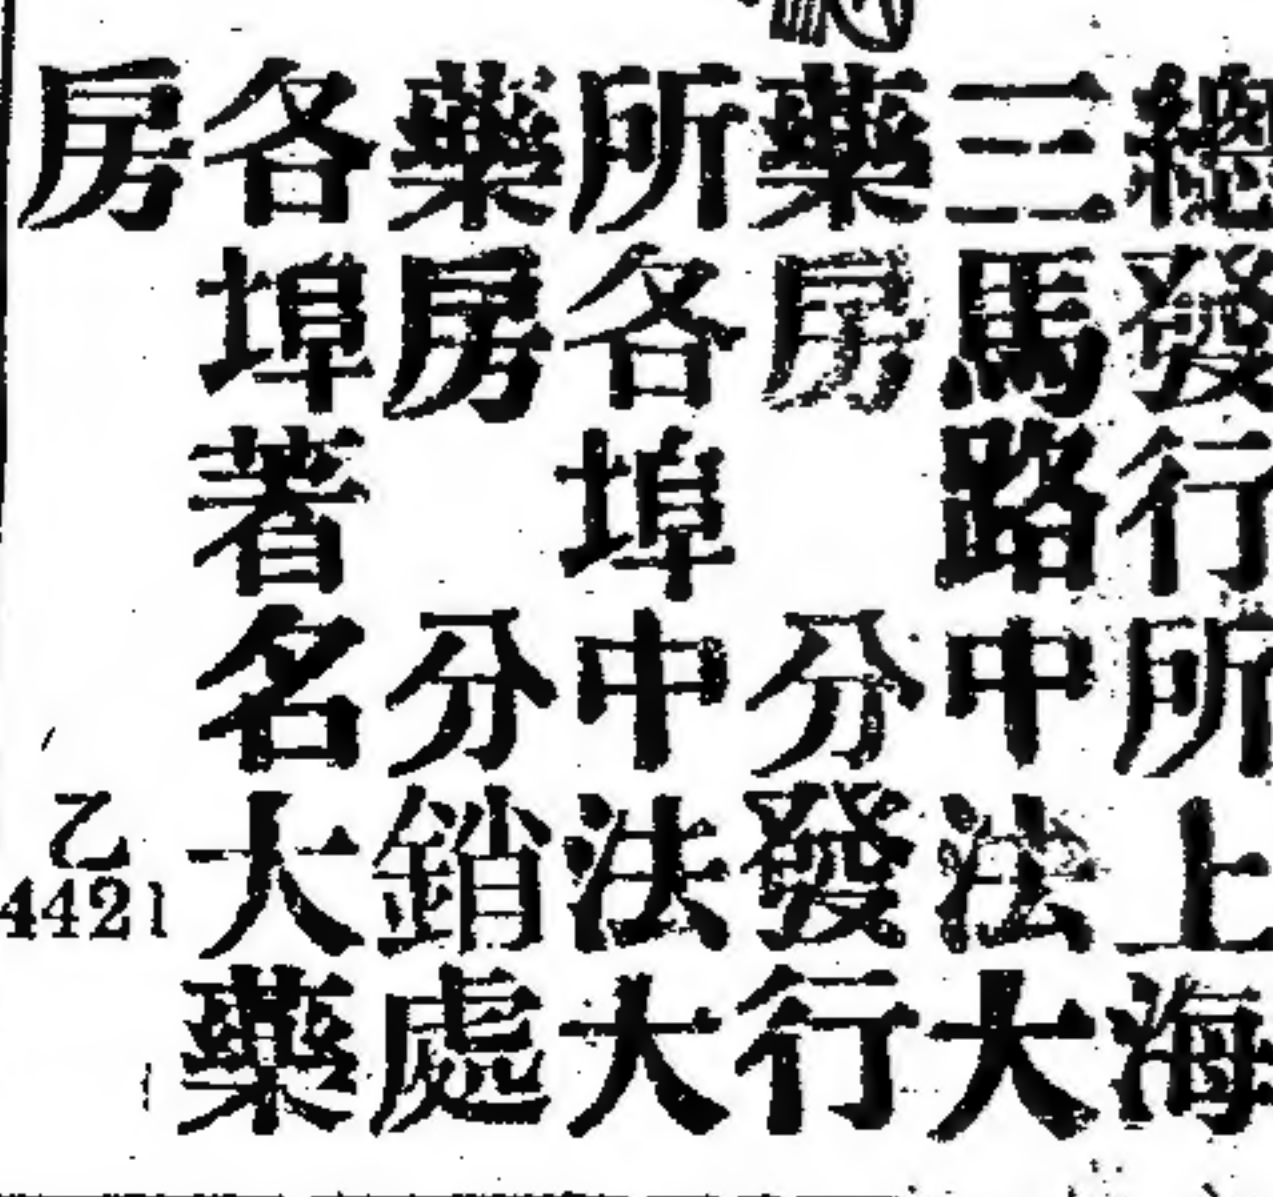 總發行所上海
三馬路中法大
藥房　分發行
所各埠中法大
藥房　分銷處
各埠著名大藥
房
乙
442